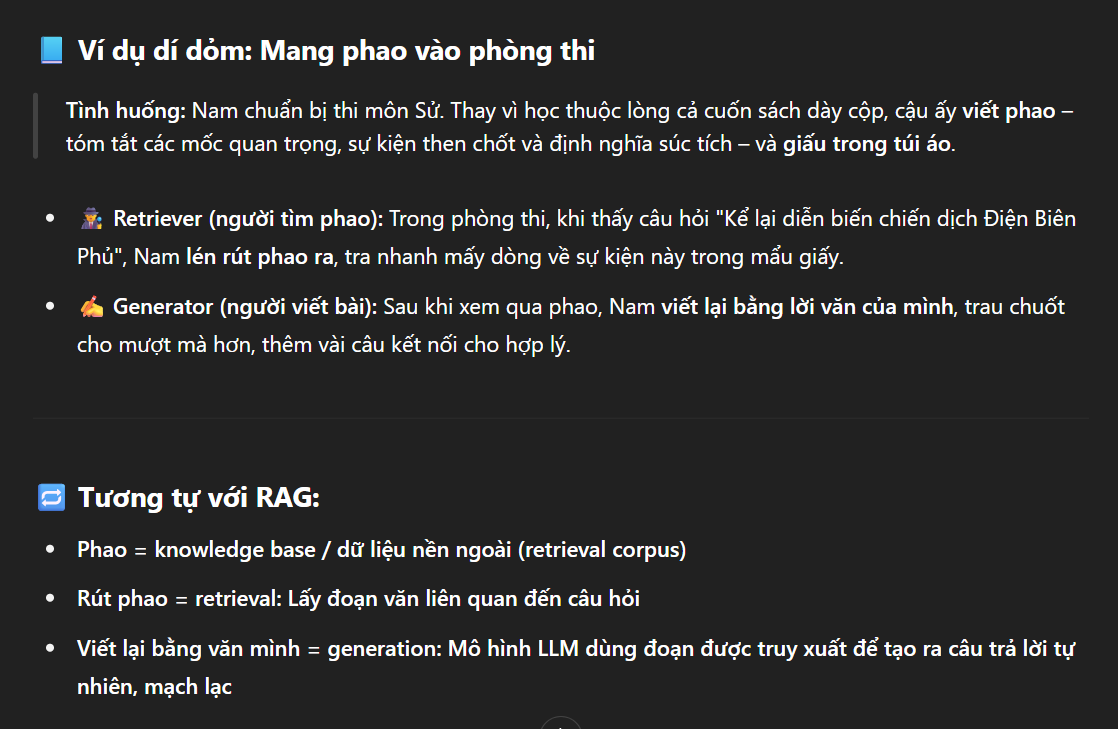 📘 Ví dụ dí dỏm: Mang phao vào phòng thi
Tình huống: Nam chuẩn bị thi môn Sử. Thay vì học thuộc lòng cả cuốn sách dày cộp, cậu ấy viết phao –
tóm tắt các mốc quan trọng, sự kiện then chốt và định nghĩa súc tích – và giấu trong túi áo.
• 🕵️ Retriever (người tìm phao): Trong phòng thi, khi thấy câu hỏi "Kể lại diễn biến chiến dịch Điện Biên
Phủ", Nam lén rút phao ra, tra nhanh mấy dòng về sự kiện này trong mẩu giấy.
• ✍️ Generator (người viết bài): Sau khi xem qua phao, Nam viết lại bằng lời văn của mình, trau chuốt
cho mượt mà hơn, thêm vài câu kết nối cho hợp lý.
🔁 Tương tự với RAG:
• Phao = knowledge base / dữ liệu nền ngoài (retrieval corpus)
• Rút phao = retrieval: Lấy đoạn văn liên quan đến câu hỏi
• Viết lại bằng văn mình = generation: Mô hình LLM dùng đoạn được truy xuất để tạo ra câu trả lời tự
nhiên, mạch lạc